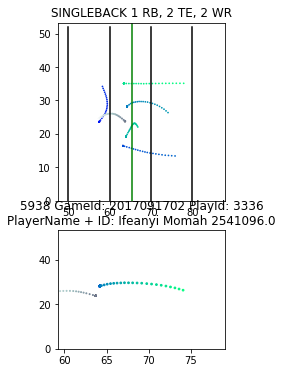 SINGLEBACK 1 RB, 2 TE, 2 WR
50
40
30
20
10
0
50 60 70 80
5938 GameId: 2017091702 PlayId: 3336
PlayerName + ID: Ifeanyi Momah 2541096.0
40
20
0
60 65 70 75